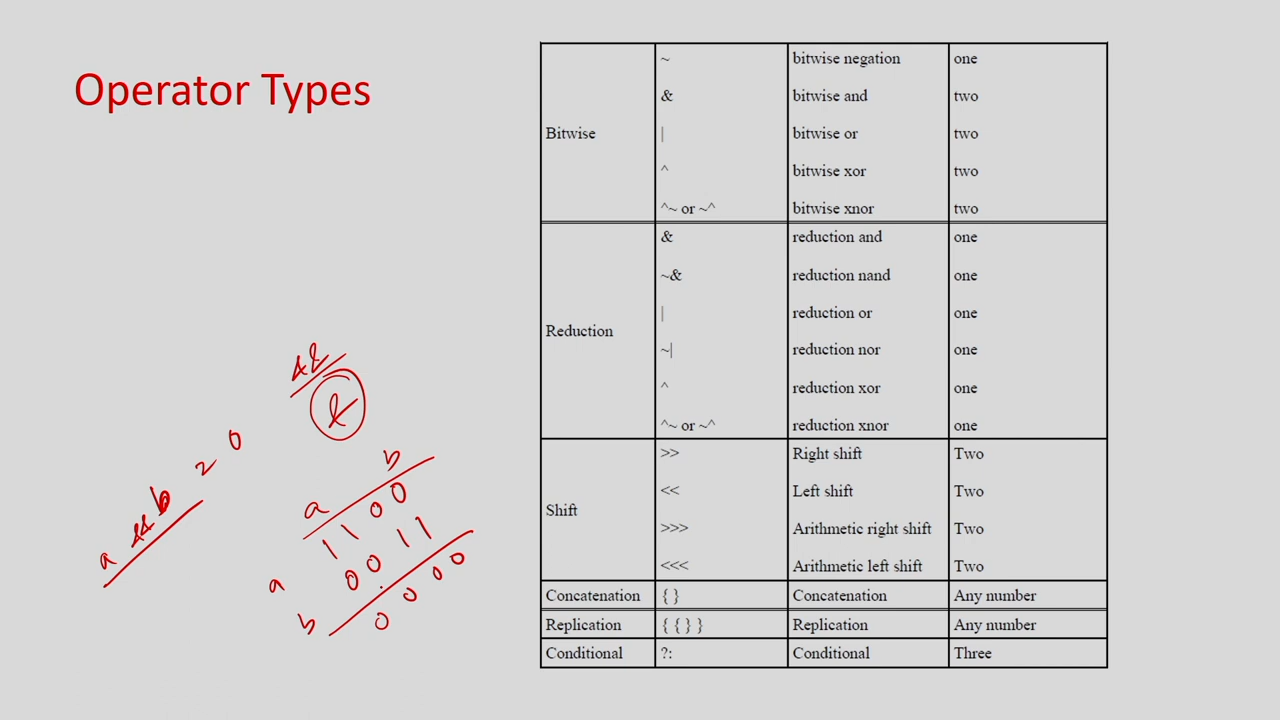 Operator Types
Bitwise ~ bitwise negation one
& bitwise and two
| bitwise or two
^ bitwise xor two
^~ or ~^ bitwise xnor two
Reduction & reduction and one
~& reduction nand one
| reduction or one
~| reduction nor one
^ reduction xor one
^~ or ~^ reduction xnor one
Shift >> Right shift Two
<< Left shift Two
>>> Arithmetic right shift Two
<<< Arithmetic left shift Two
Concatenation { } Concatenation Any number
Replication { { } } Replication Any number
Conditional ?: Conditional Three
&&
&
a && b = 0
a b
a 1 1 0 0
b 0 0 1 1
0 0 0 0